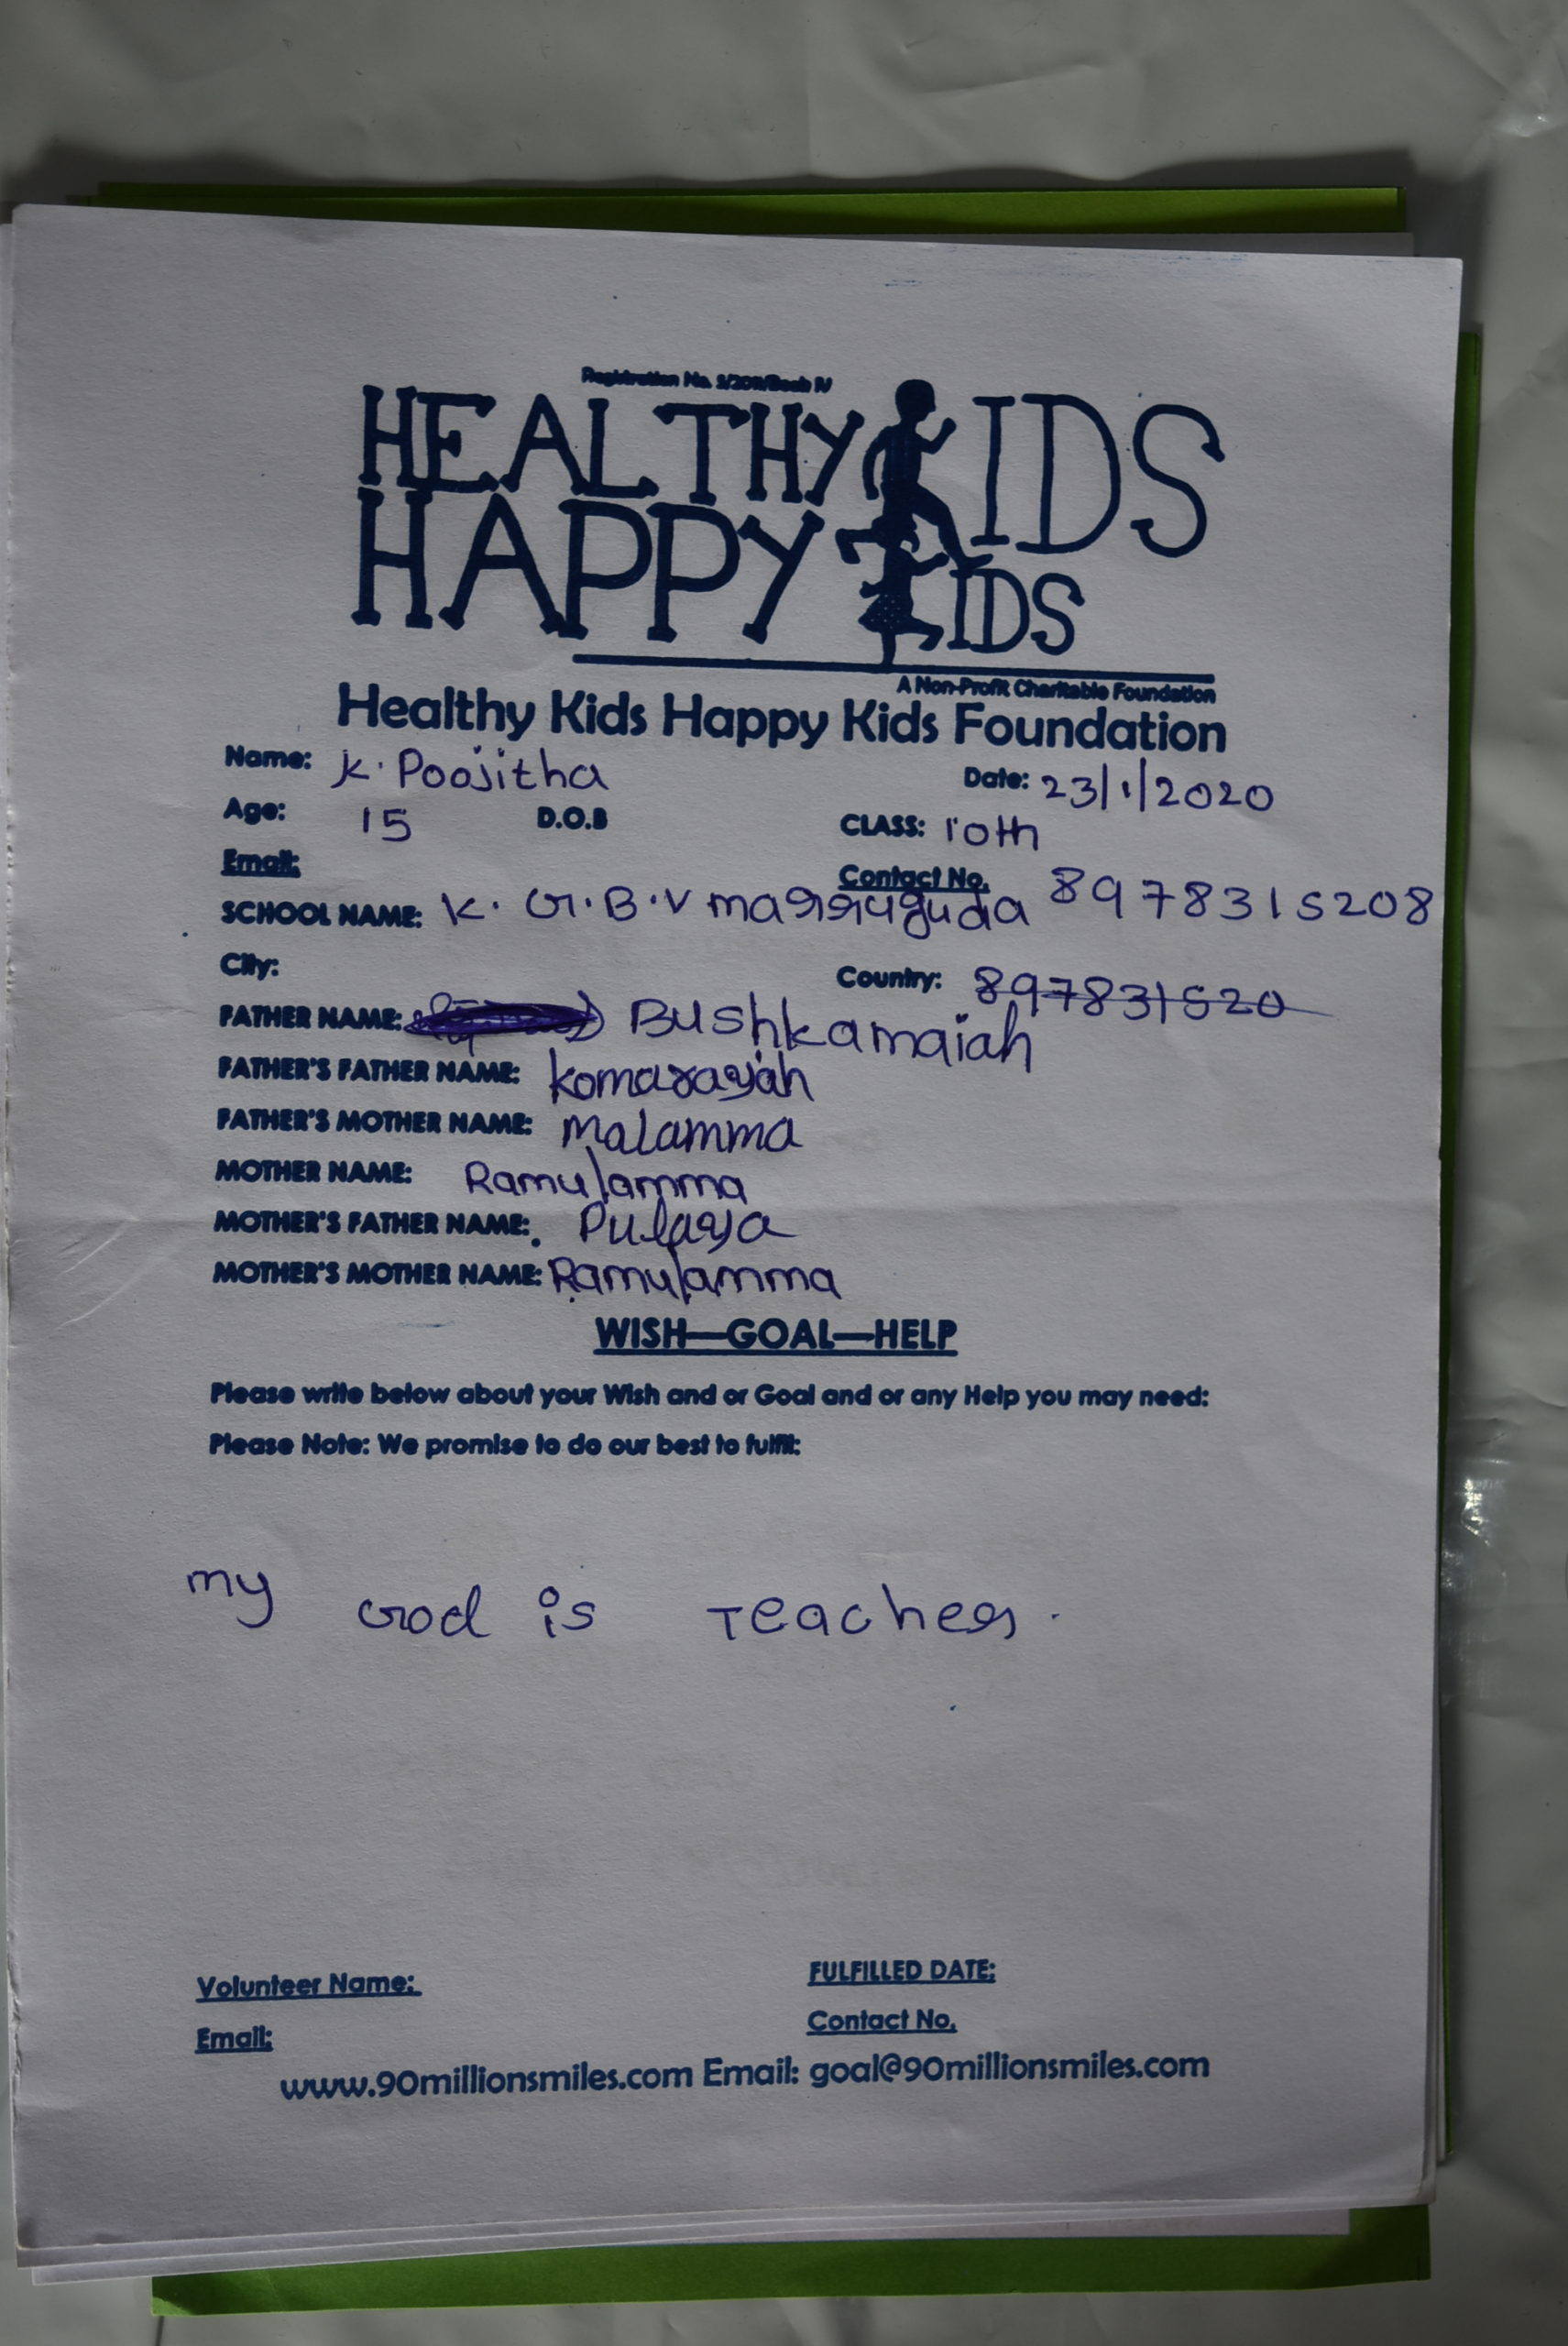 Registration No. 5/2011/Book IV
HEALTHY KIDS
HAPPY KIDS
A Non-Profit Charitable Foundation
Healthy Kids Happy Kids Foundation
Name: K. Poojitha Date: 23/1/2020
Age: 15 D.O.B CLASS: 10th
Email: Contact No. 8978315208
SCHOOL NAME: K. G. B. V marriguda
City: Country: 897831520
FATHER NAME: Bushkamaiah
FATHER'S FATHER NAME: komarayah
FATHER'S MOTHER NAME: Malamma
MOTHER NAME: Ramulamma
MOTHER'S FATHER NAME: Pulaya
MOTHER'S MOTHER NAME: Ramulamma
WISH—GOAL—HELP
Please write below about your Wish and or Goal and or any Help you may need:
Please Note: We promise to do our best to fulfil:
my God is Teacher.
Volunteer Name: FULFILLED DATE:
Email: Contact No.
www.90millionsmiles.com Email: goal@90millionsmiles.com